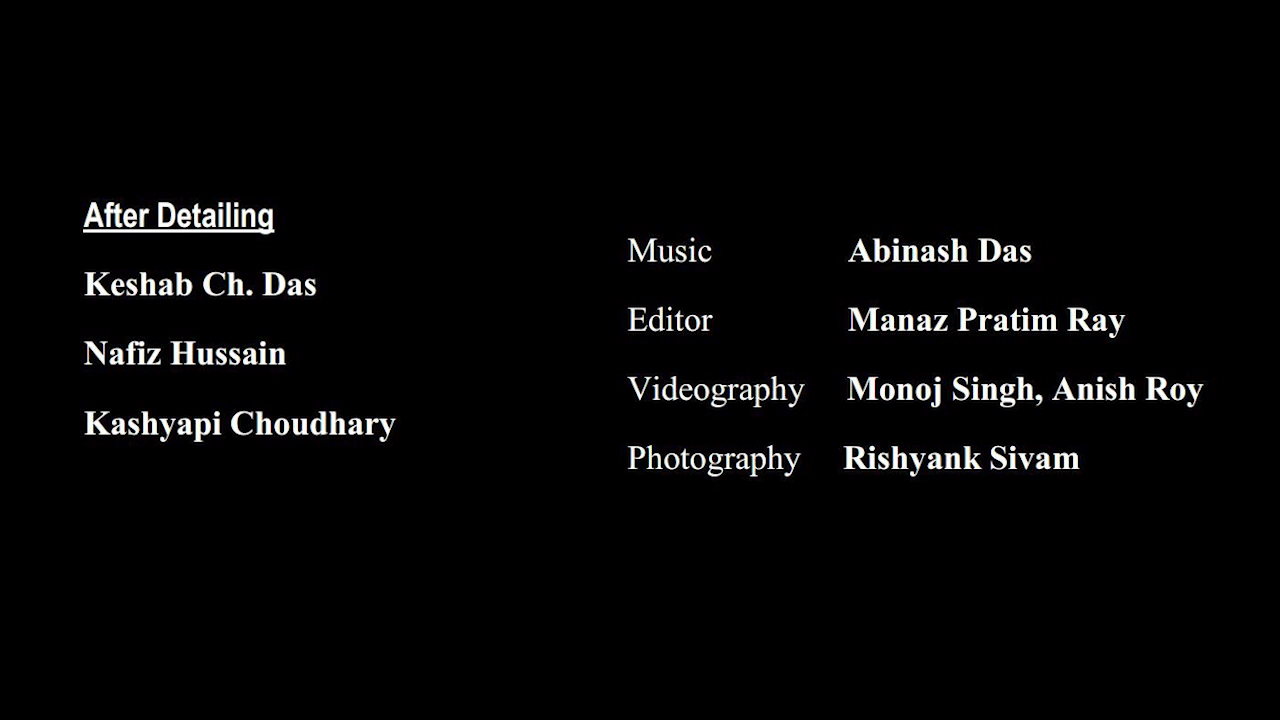 After Detailing
Keshab Ch. Das
Nafiz Hussain
Kashyapi Choudhary
Music Abinash Das
Editor Manaz Pratim Ray
Videography Monoj Singh, Anish Roy
Photography Rishyank Sivam